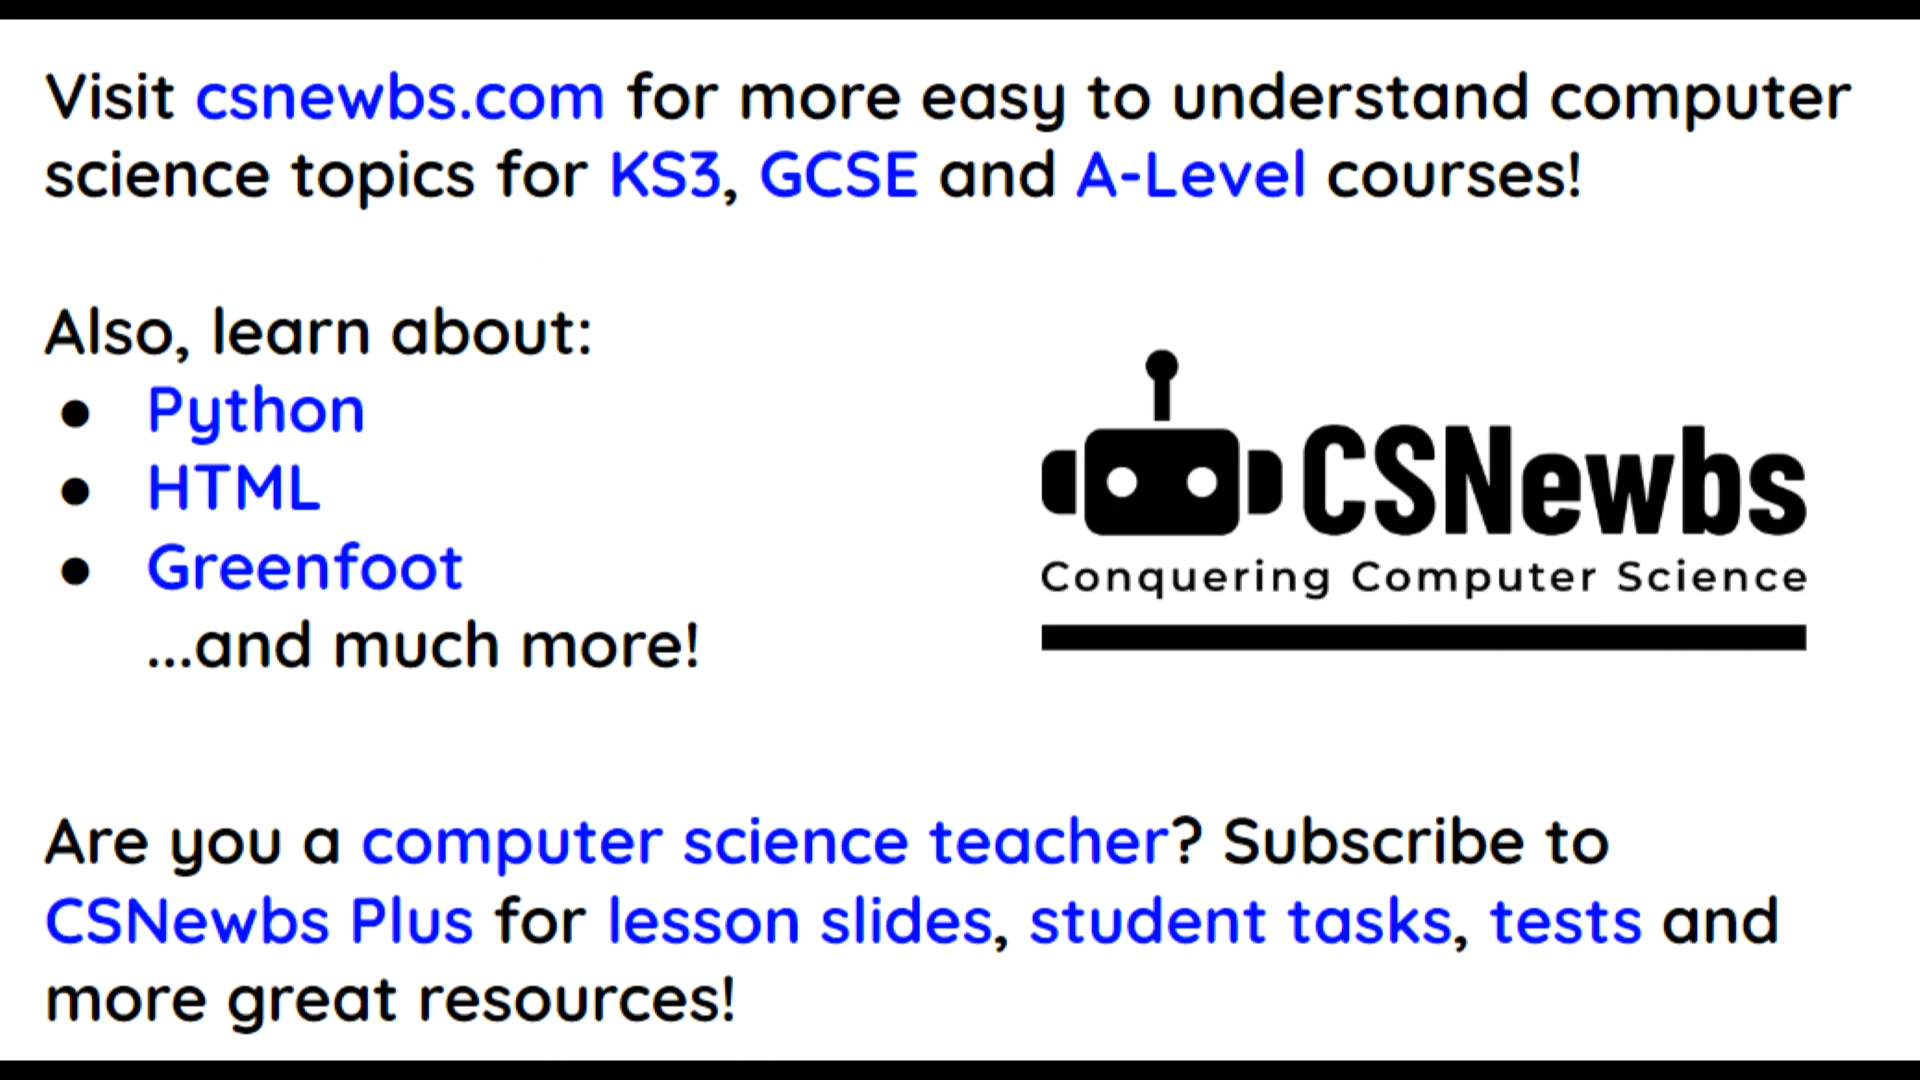 Visit csnewbs.com for more easy to understand computer
science topics for KS3, GCSE and A-Level courses!
Also, learn about:
● Python
● HTML
● Greenfoot
...and much more!
CSNewbs
Conquering Computer Science
Are you a computer science teacher? Subscribe to
CSNewbs Plus for lesson slides, student tasks, tests and
more great resources!